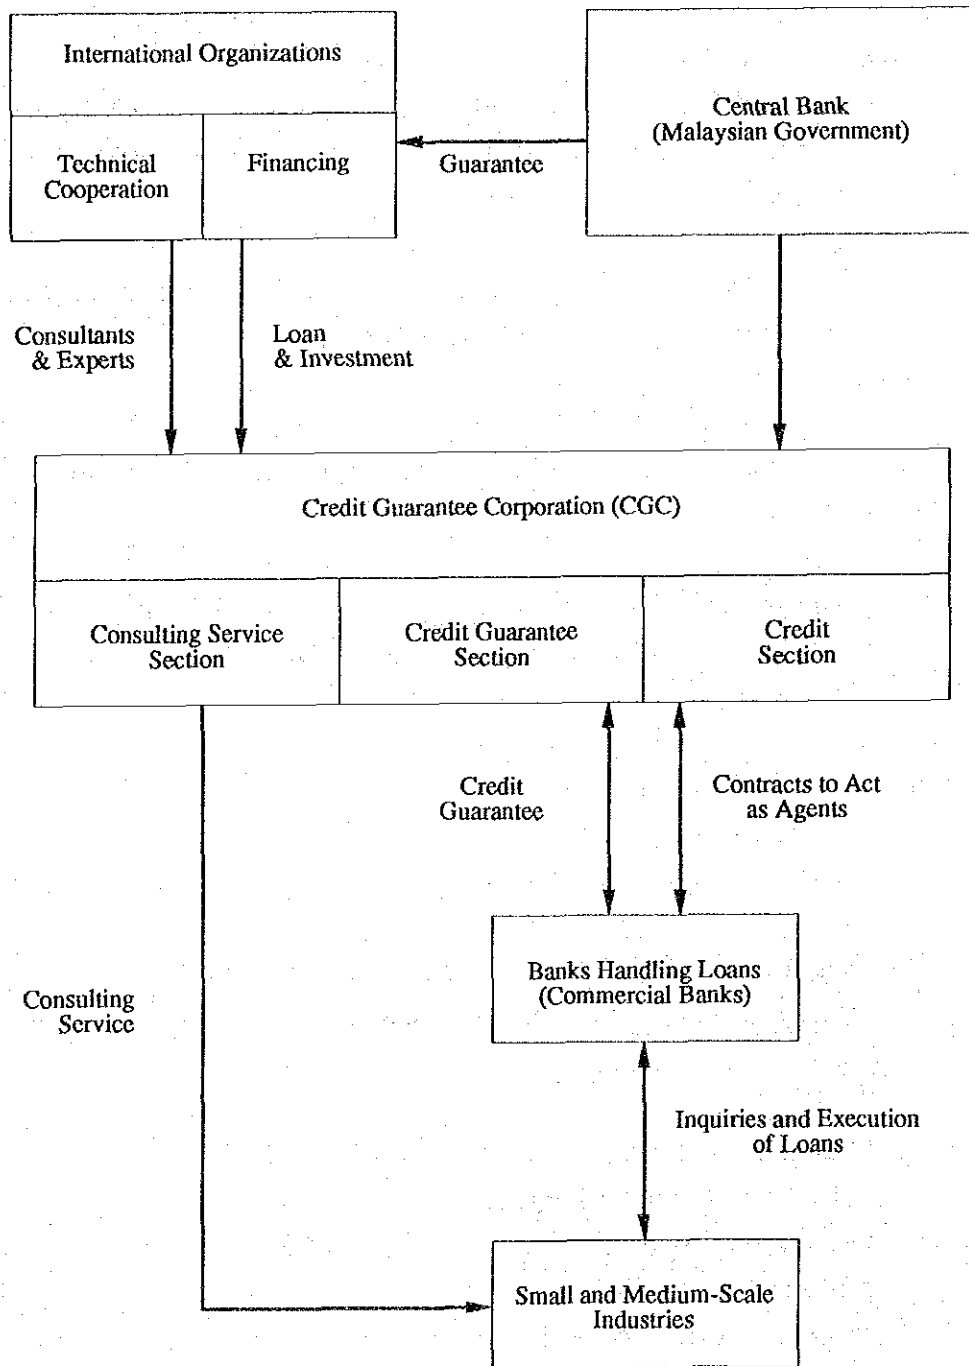 International Organizations
Technical
Cooperation
Financing
Guarantee
Central Bank
(Malaysian Government)
Consultants
& Experts
Loan
& Investment
Credit Guarantee Corporation (CGC)
Consulting Service
Section
Credit Guarantee
Section
Credit
Section
Credit
Guarantee
Contracts to Act
as Agents
Banks Handling Loans
(Commercial Banks)
Consulting
Service
Inquiries and Execution
of Loans
Small and Medium-Scale
Industries